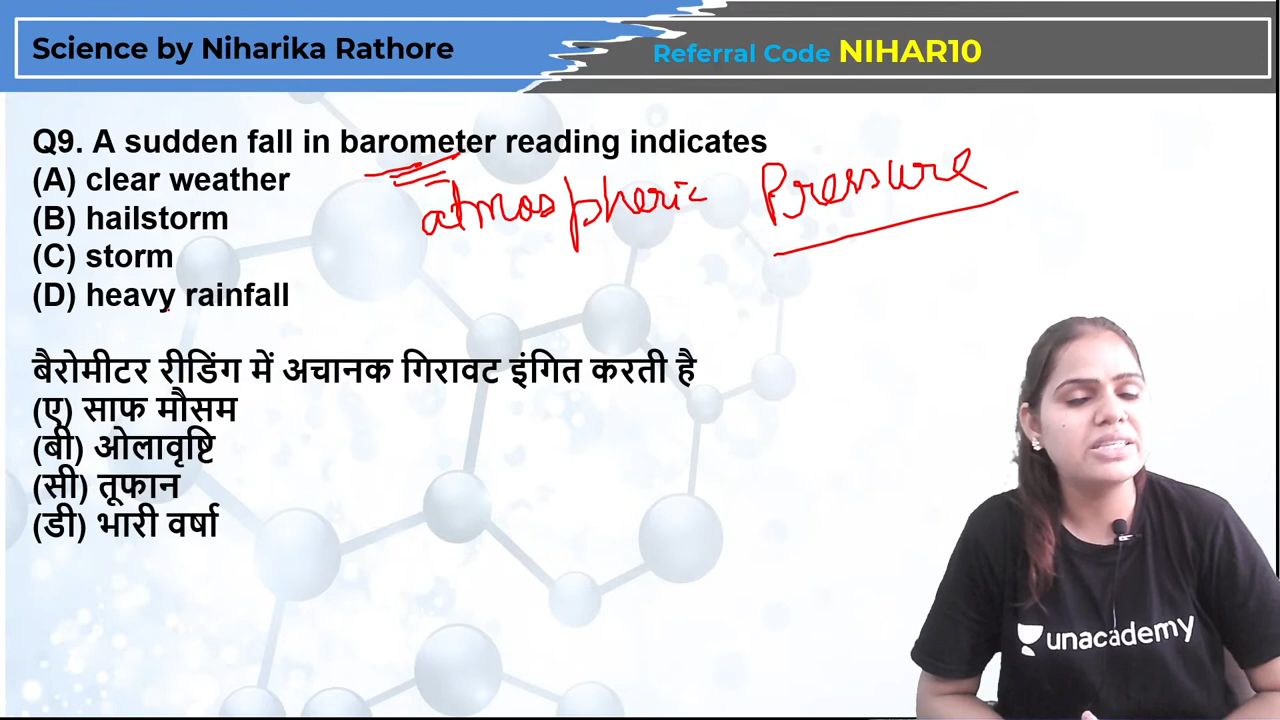 Science by Niharika Rathore
Referral Code NIHAR10
Q9. A sudden fall in barometer reading indicates
(A) clear weather
atmospheric Pressure
(B) hailstorm
(C) storm
(D) heavy rainfall
बैरोमीटर रीडिंग में अचानक गिरावट इंगित करती है
(ए) साफ मौसम
(बी) ओलावृष्टि
(सी) तूफान
(डी) भारी वर्षा
unacademy